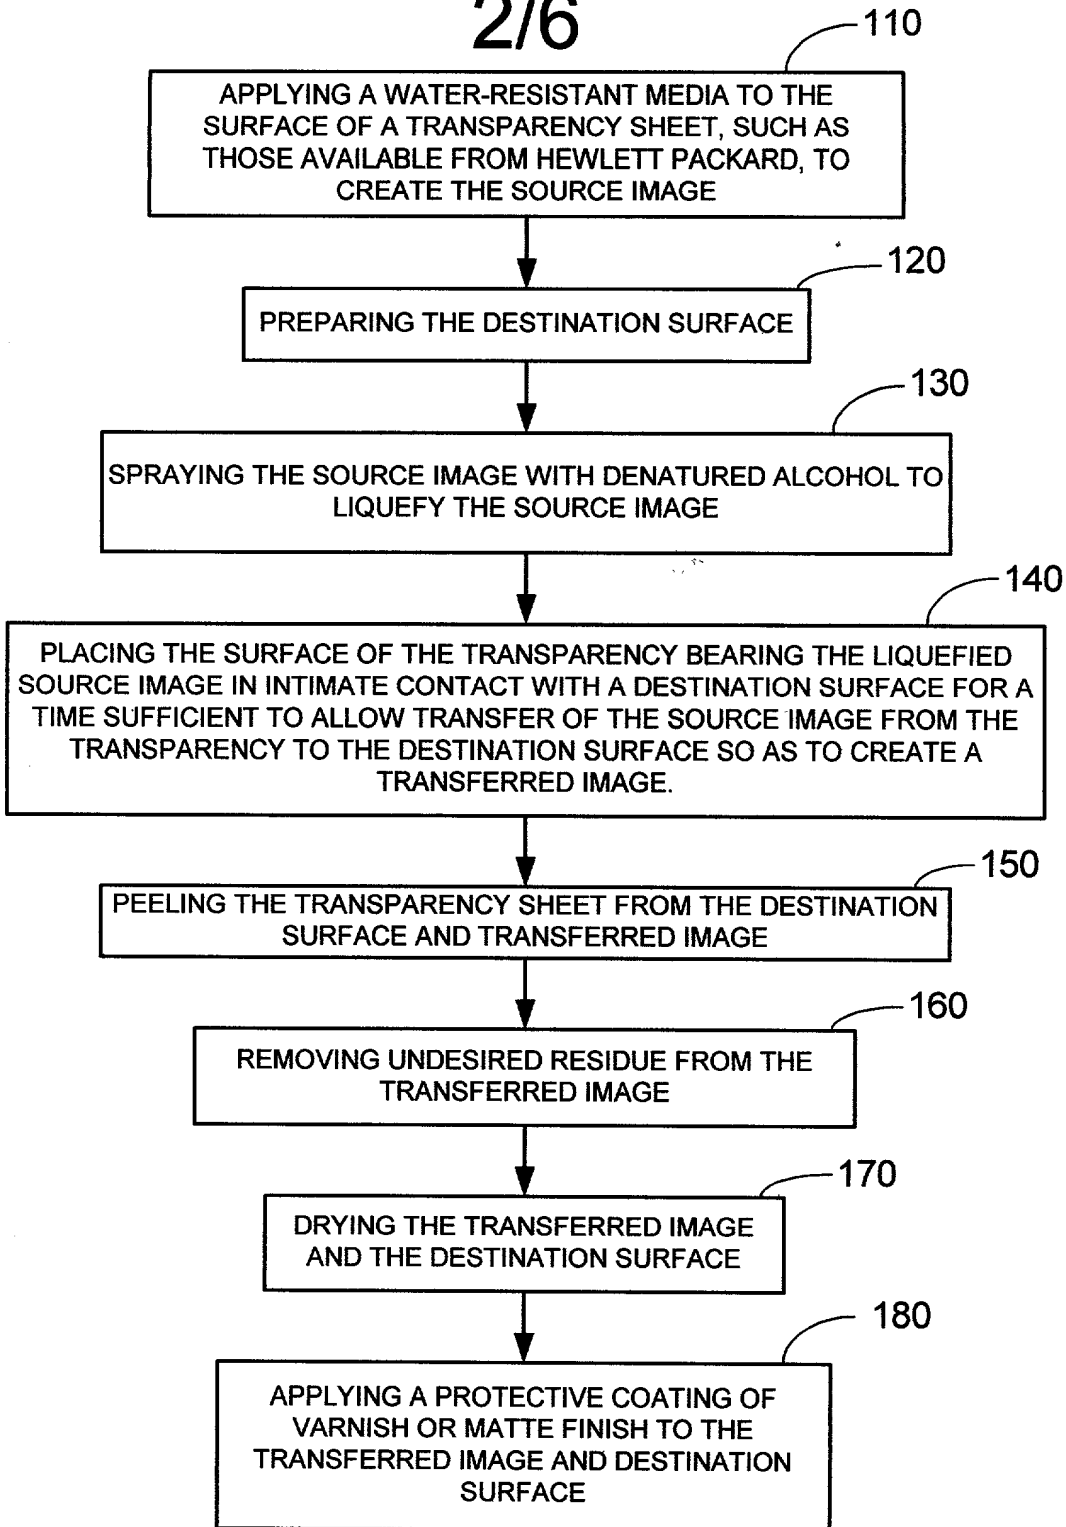 2/6
110
APPLYING A WATER-RESISTANT MEDIA TO THE
SURFACE OF A TRANSPARENCY SHEET, SUCH AS
THOSE AVAILABLE FROM HEWLETT PACKARD, TO
CREATE THE SOURCE IMAGE
120
PREPARING THE DESTINATION SURFACE
130
SPRAYING THE SOURCE IMAGE WITH DENATURED ALCOHOL TO
LIQUEFY THE SOURCE IMAGE
140
PLACING THE SURFACE OF THE TRANSPARENCY BEARING THE LIQUEFIED
SOURCE IMAGE IN INTIMATE CONTACT WITH A DESTINATION SURFACE FOR A
TIME SUFFICIENT TO ALLOW TRANSFER OF THE SOURCE IMAGE FROM THE
TRANSPARENCY TO THE DESTINATION SURFACE SO AS TO CREATE A
TRANSFERRED IMAGE.
150
PEELING THE TRANSPARENCY SHEET FROM THE DESTINATION
SURFACE AND TRANSFERRED IMAGE
160
REMOVING UNDESIRED RESIDUE FROM THE
TRANSFERRED IMAGE
170
DRYING THE TRANSFERRED IMAGE
AND THE DESTINATION SURFACE
180
APPLYING A PROTECTIVE COATING OF
VARNISH OR MATTE FINISH TO THE
TRANSFERRED IMAGE AND DESTINATION
SURFACE